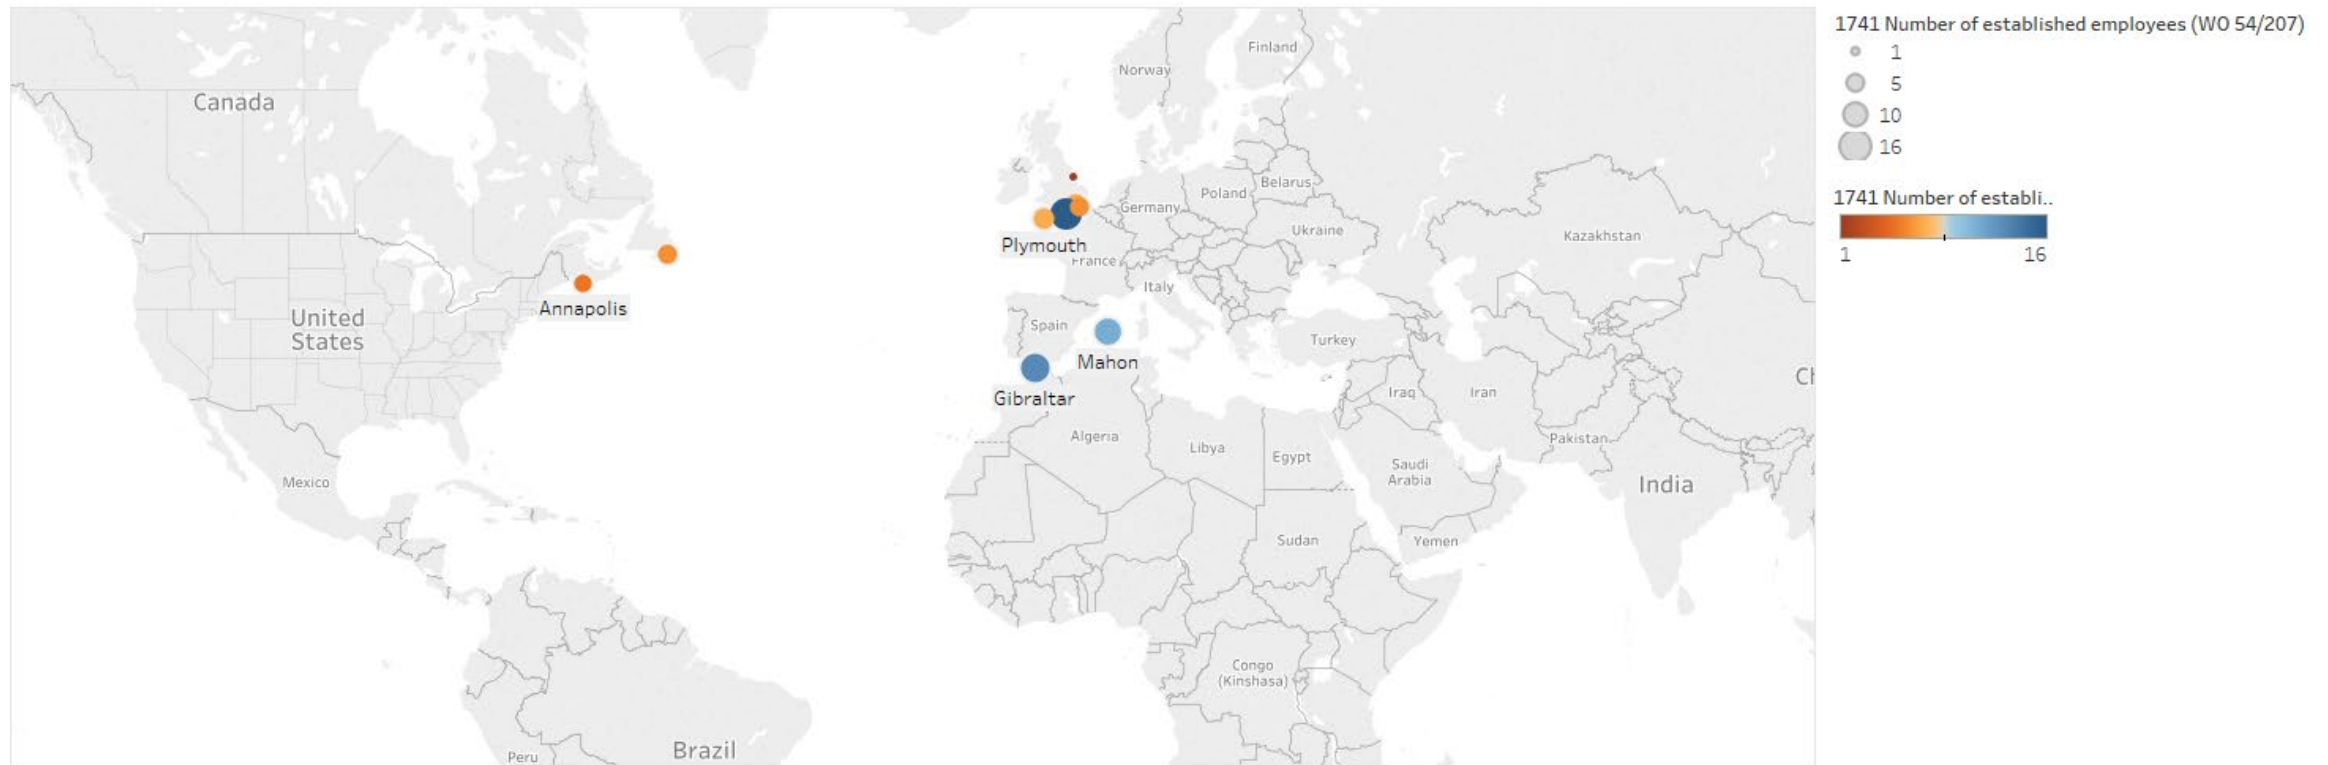 1741 Number of established employees (WO 54/207)
1
5
10
16
1741 Number of establi..
1
16
Finland
Norway
Canada
Belarus
Poland
Germany
Ukraine
Kazakhstan
Plymouth
France
Italy
Annapolis
United
States
Spain
Turkey
Mahon
Gibraltar
Iraq
Iran
Ch
Algeria
Libya
Egypt
Pakistan
Saudi
Arabia
Mexico
India
Sudan
Yemen
Congo
(Kinshasa)
Brazil
Peru